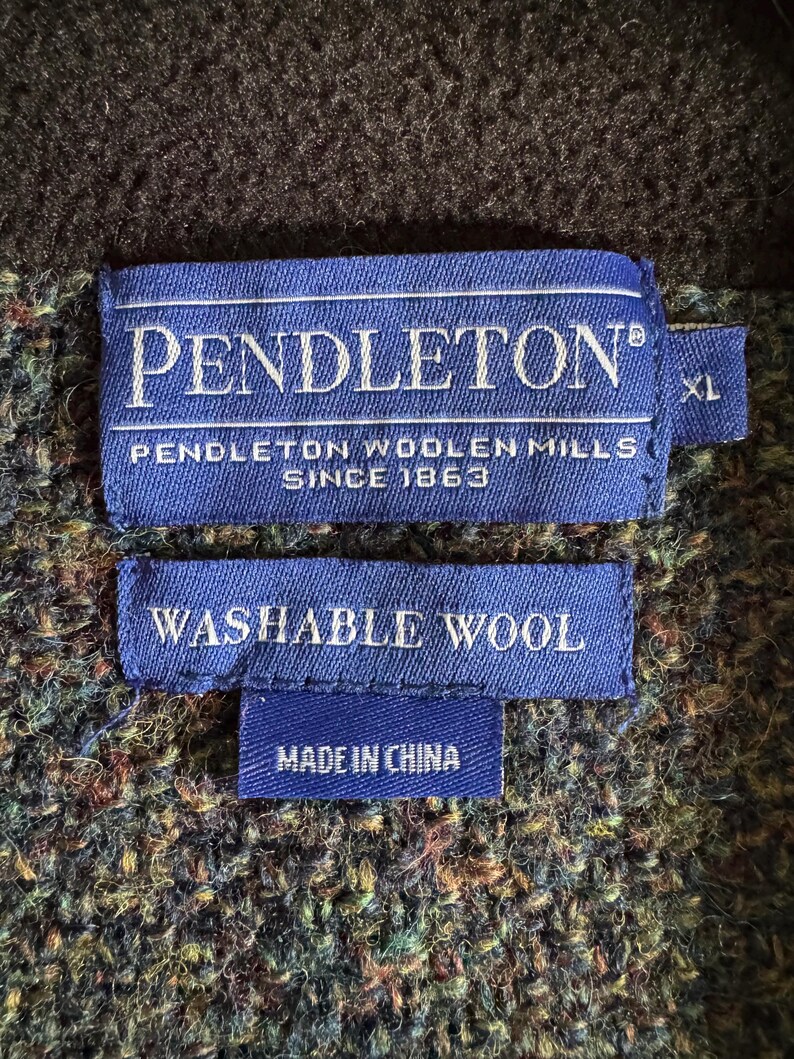 PENDLETON®
XL
PENDLETON WOOLEN MILLS
SINCE 1863
WASHABLE WOOL
MADE IN CHINA